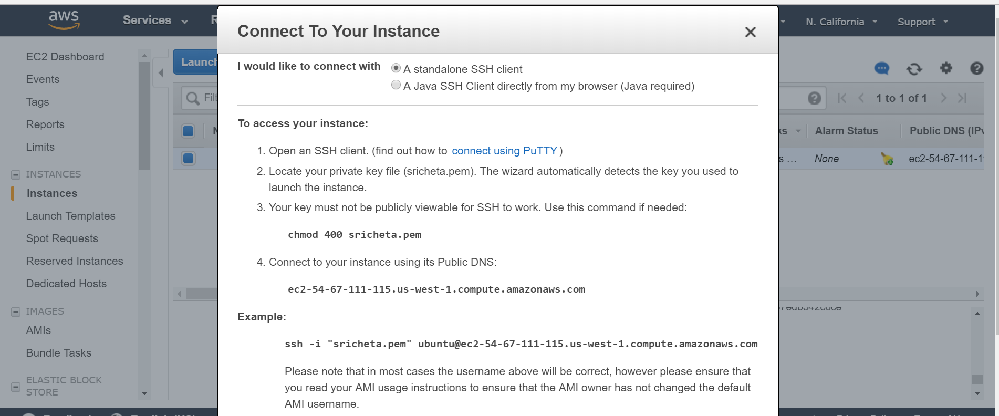 aws
Services
N. California
Support
Connect To Your Instance
EC2 Dashboard
Events
Tags
Reports
Limits
INSTANCES
Instances
Launch Templates
Spot Requests
Reserved Instances
Dedicated Hosts
IMAGES
AMIs
Bundle Tasks
ELASTIC BLOCK
STORE
Launch
Filt
I would like to connect with
A standalone SSH client
A Java SSH Client directly from my browser (Java required)
To access your instance:
1. Open an SSH client. (find out how to connect using PuTTY )
2. Locate your private key file (sricheta.pem). The wizard automatically detects the key you used to
launch the instance.
3. Your key must not be publicly viewable for SSH to work. Use this command if needed:
chmod 400 sricheta.pem
4. Connect to your instance using its Public DNS:
ec2-54-67-111-115.us-west-1.compute.amazonaws.com
Example:
ssh -i "sricheta.pem" ubuntu@ec2-54-67-111-115.us-west-1.compute.amazonaws.com
Please note that in most cases the username above will be correct, however please ensure that
you read your AMI usage instructions to ensure that the AMI owner has not changed the default
AMI username.
1 to 1 of 1
ks
Alarm Status
Public DNS (IPv
s ...
None
ec2-54-67-111-1